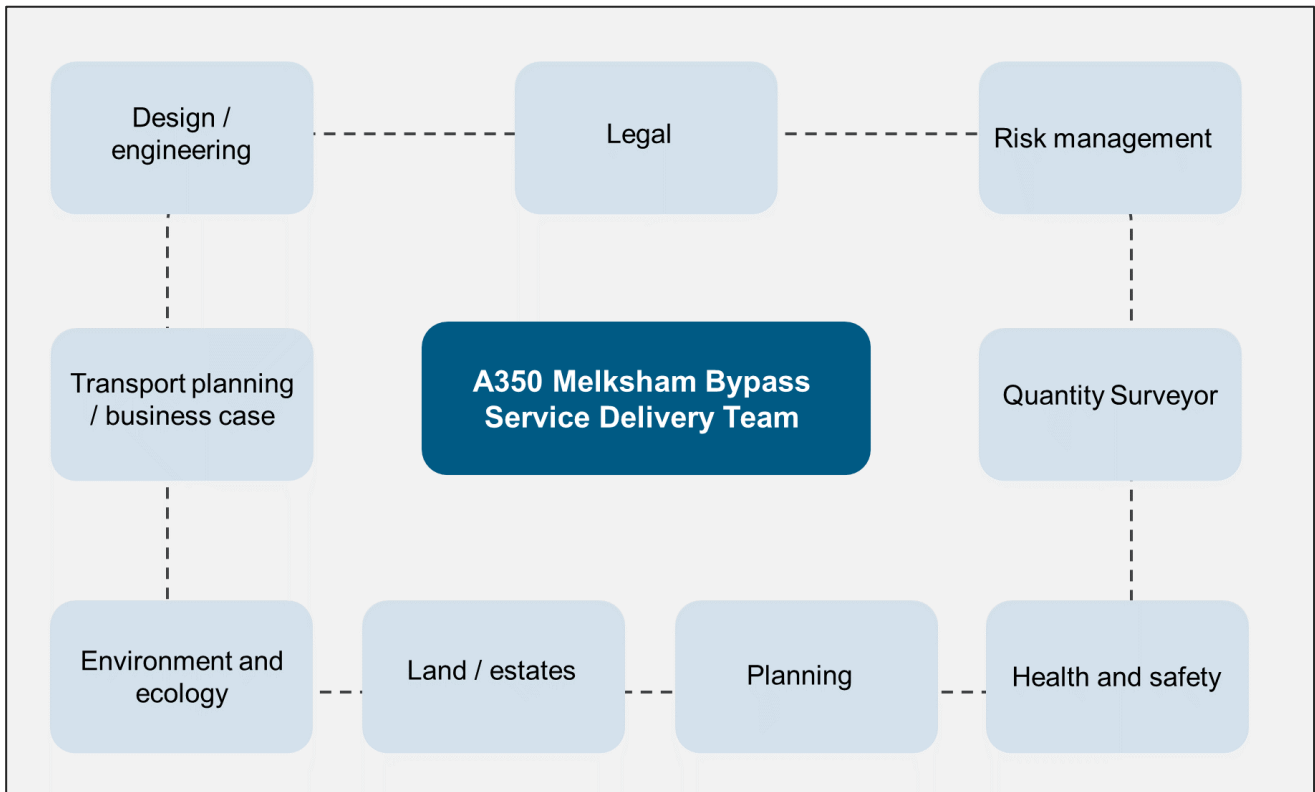 Design /
engineering
Legal
Risk management
Transport planning
/ business case
A350 Melksham Bypass
Service Delivery Team
Quantity Surveyor
Environment and
ecology
Land / estates
Planning
Health and safety